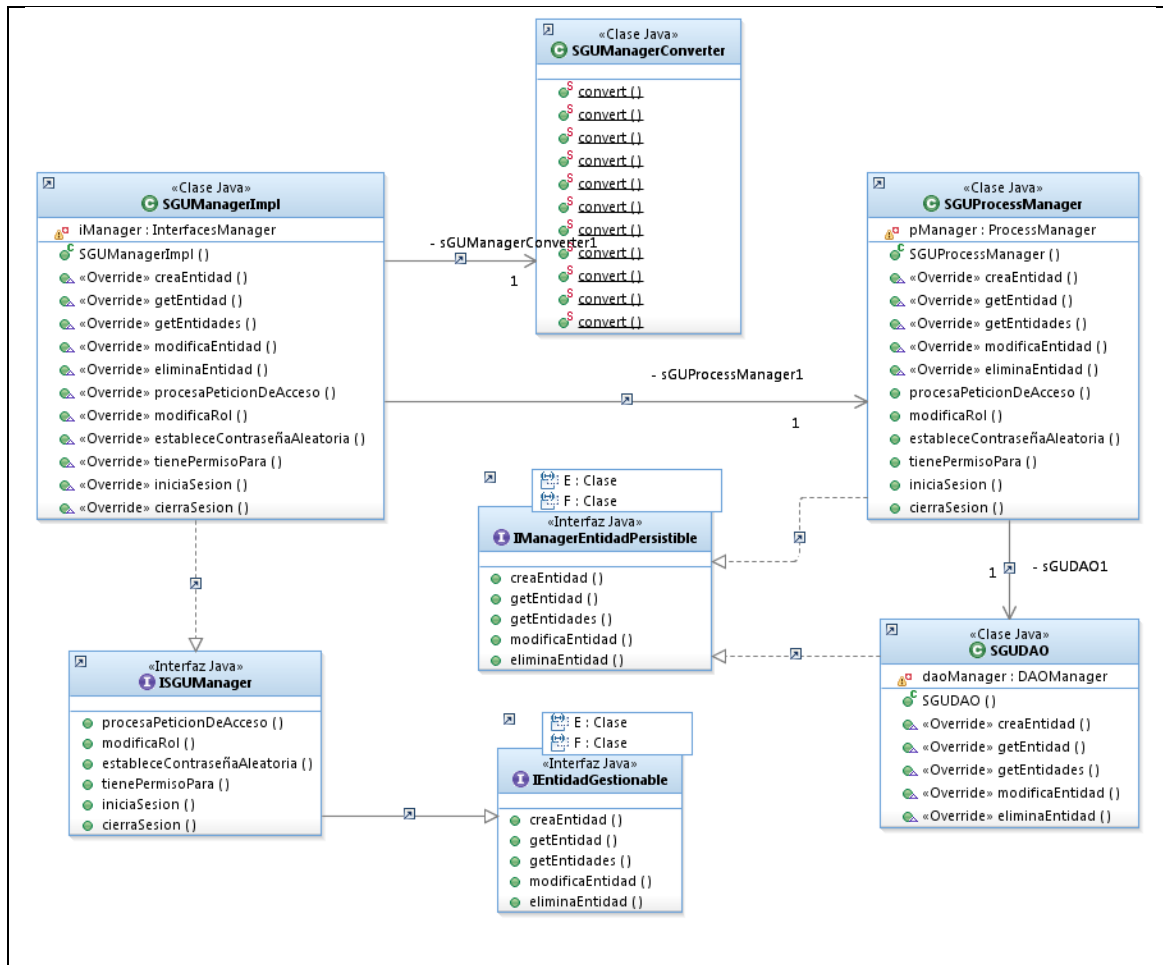 «Clase Java»
SGUManagerConverter
convert ( )
convert ( )
convert ( )
convert ( )
convert ( )
convert ( )
convert ( )
convert ( )
convert ( )
convert ( )
convert ( )
«Clase Java»
SGUManagerImpl
iManager : InterfacesManager
SGUManagerImpl ( )
«Override» creaEntidad ( )
«Override» getEntidad ( )
«Override» getEntidades ( )
«Override» modificaEntidad ( )
«Override» eliminaEntidad ( )
«Override» procesaPeticionDeAcceso ( )
«Override» modificaRol ( )
«Override» estableceContraseñaAleatoria ( )
«Override» tienePermisoPara ( )
«Override» iniciaSesion ( )
«Override» cierraSesion ( )
- sGUManagerConverter1
1
- sGUProcessManager1
1
«Clase Java»
SGUProcessManager
pManager : ProcessManager
SGUProcessManager ( )
«Override» creaEntidad ( )
«Override» getEntidad ( )
«Override» getEntidades ( )
«Override» modificaEntidad ( )
«Override» eliminaEntidad ( )
procesaPeticionDeAcceso ( )
modificaRol ( )
estableceContraseñaAleatoria ( )
tienePermisoPara ( )
iniciaSesion ( )
cierraSesion ( )
E : Clase
F : Clase
«Interfaz Java»
IManagerEntidadPersistible
creaEntidad ( )
getEntidad ( )
getEntidades ( )
modificaEntidad ( )
eliminaEntidad ( )
1
- sGUDAO1
«Clase Java»
SGUDAO
daoManager : DAOManager
SGUDAO ( )
«Override» creaEntidad ( )
«Override» getEntidad ( )
«Override» getEntidades ( )
«Override» modificaEntidad ( )
«Override» eliminaEntidad ( )
«Interfaz Java»
ISGUManager
procesaPeticionDeAcceso ( )
modificaRol ( )
estableceContraseñaAleatoria ( )
tienePermisoPara ( )
iniciaSesion ( )
cierraSesion ( )
E : Clase
F : Clase
«Interfaz Java»
IEntidadGestionable
creaEntidad ( )
getEntidad ( )
getEntidades ( )
modificaEntidad ( )
eliminaEntidad ( )